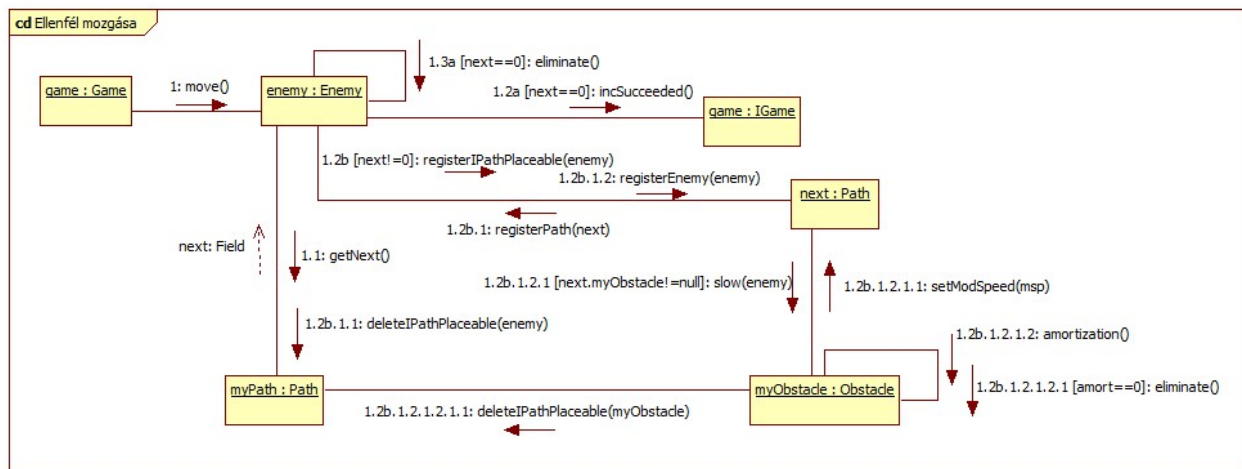 cd Ellenfél mozgása
1.3a [next==0]: eliminate()
game : Game
1: move()
enemy : Enemy
1.2a [next==0]: incSucceeded()
game : IGame
1.2b [next!=0]: registerIPathPlaceable(enemy)
1.2b.1.2: registerEnemy(enemy)
next : Path
1.2b.1: registerPath(next)
next: Field
1.1: getNext()
1.2b.1.2.1 [next.myObstacle!=null]: slow(enemy)
1.2b.1.2.1.1: setModSpeed(msp)
1.2b.1.1: deleteIPathPlaceable(enemy)
1.2b.1.2.1.2: amortization()
myPath : Path
myObstacle : Obstacle
1.2b.1.2.1.2.1 [amort==0]: eliminate()
1.2b.1.2.1.2.1.1: deleteIPathPlaceable(myObstacle)